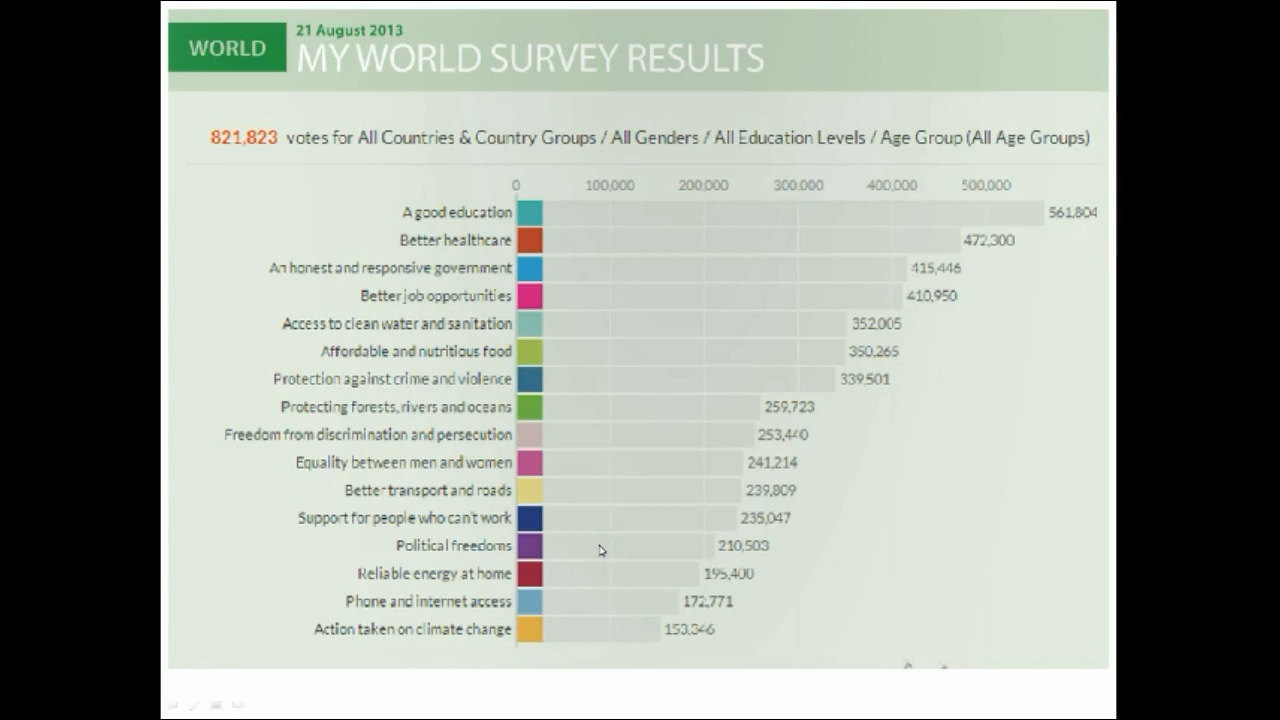 WORLD
21 August 2013
MY WORLD SURVEY RESULTS
821,823 votes for All Countries & Country Groups / All Genders / All Education Levels / Age Group (All Age Groups)
0 100,000 200,000 300,000 400,000 500,000
A good education 561,804
Better healthcare 472,300
An honest and responsive government 415,446
Better job opportunities 410,950
Access to clean water and sanitation 352,005
Affordable and nutritious food 350,265
Protection against crime and violence 339,501
Protecting forests, rivers and oceans 259,723
Freedom from discrimination and persecution 253,440
Equality between men and women 241,214
Better transport and roads 239,809
Support for people who can't work 235,047
Political freedoms 210,503
Reliable energy at home 195,400
Phone and internet access 172,771
Action taken on climate change 153,346